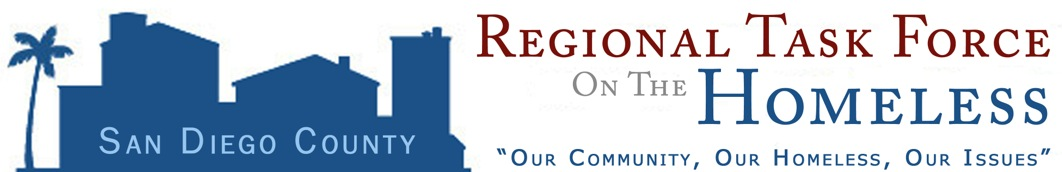 San Diego County
Regional Task Force
On The Homeless
“Our Community, Our Homeless, Our Issues”